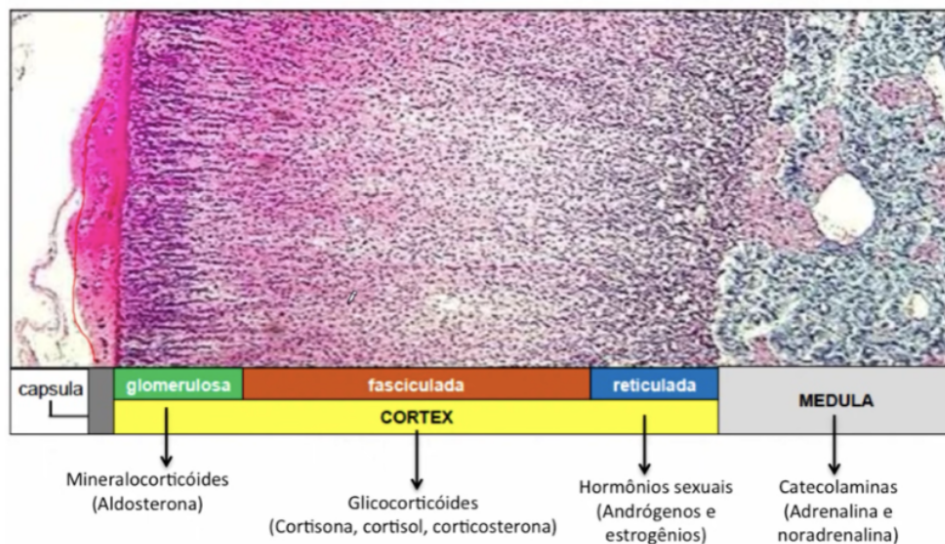 capsula
glomerulosa
fasciculada
reticulada
CORTEX
MEDULA
Mineralocorticóides
(Aldosterona)
Glicocorticóides
(Cortisona, cortisol, corticosterona)
Hormônios sexuais
(Andrógenos e
estrogênios)
Catecolaminas
(Adrenalina e
noradrenalina)